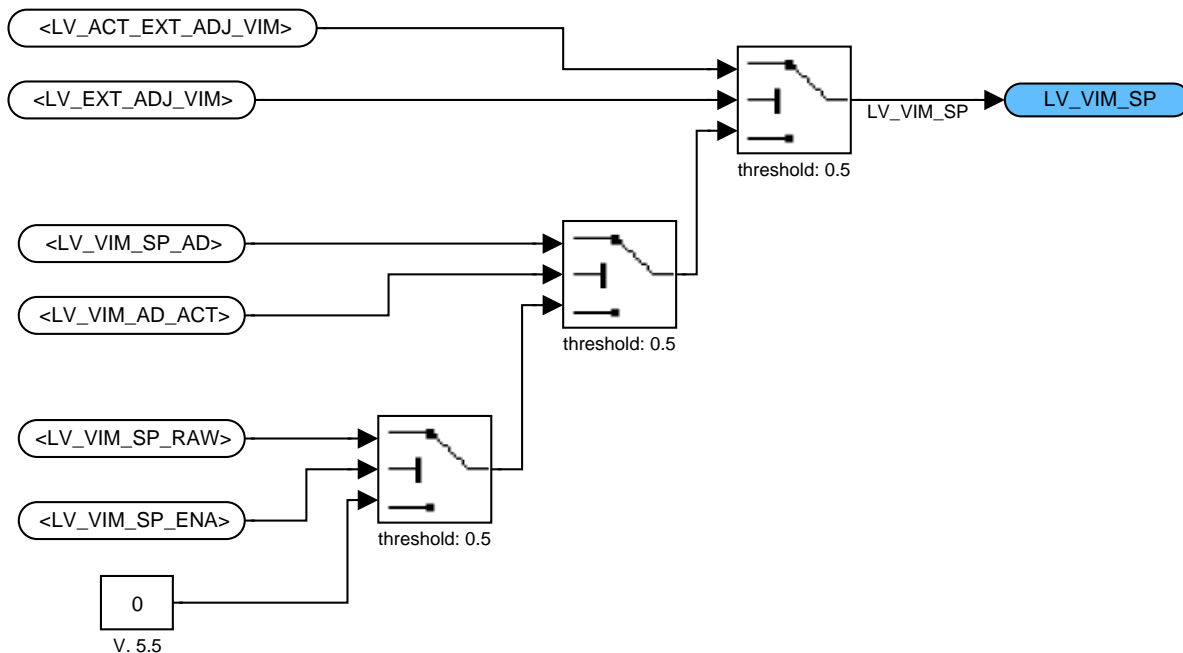 <LV_ACT_EXT_ADJ_VIM>
<LV_EXT_ADJ_VIM>
LV_VIM_SP
LV_VIM_SP
threshold: 0.5
<LV_VIM_SP_AD>
<LV_VIM_AD_ACT>
threshold: 0.5
<LV_VIM_SP_RAW>
<LV_VIM_SP_ENA>
threshold: 0.5
0
V. 5.5